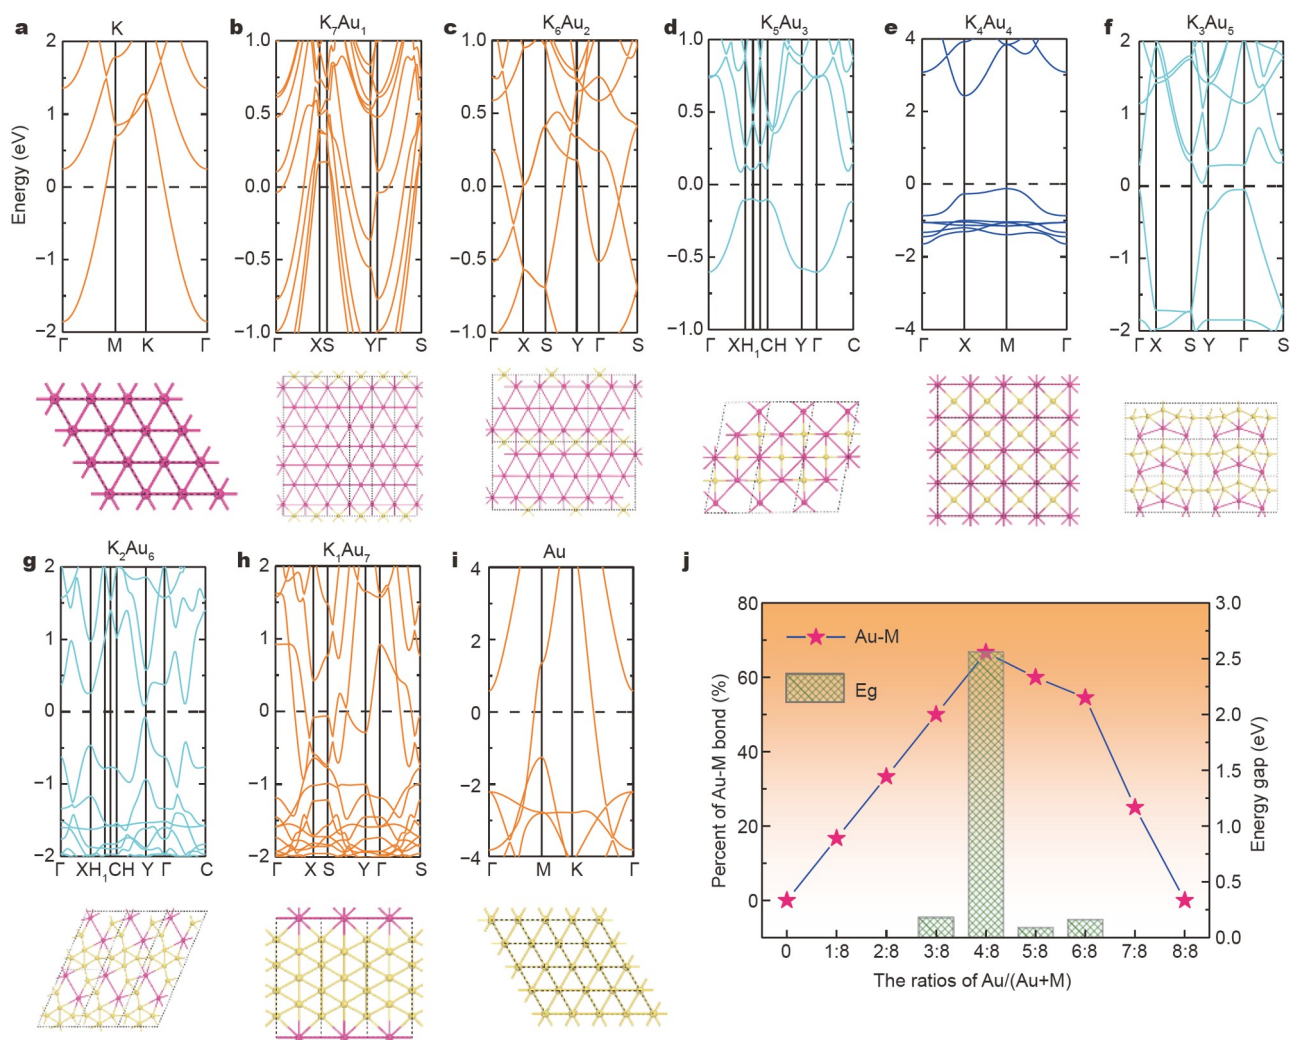 a K
b K₇Au₁
c K₆Au₂
d K₅Au₃
e K₄Au₄
f K₃Au₅
Energy (eV)
2 1 0 −1 −2
1.0 0.5 0.0 −0.5 −1.0
1.0 0.5 0.0 −0.5 −1.0
1.0 0.5 0.0 −0.5 −1.0
4 2 0 −2 −4
2 1 0 −1 −2
Γ M K Γ
Γ X S Y Γ S
Γ X S Y Γ S
Γ X H₁ C H Y Γ C
Γ X M Γ
Γ X S Y Γ S
g K₂Au₆
h K₁Au₇
i Au
j
2 1 0 −1 −2
2 1 0 −1 −2
4 2 0 −2 −4
Γ X H₁ C H Y Γ C
Γ X S Y Γ S
Γ M K Γ
Percent of Au-M bond (%)
80 60 40 20 0
Au-M
Eg
3.0 2.5 2.0 1.5 1.0 0.5 0.0
Energy gap (eV)
0 1:8 2:8 3:8 4:8 5:8 6:8 7:8 8:8
The ratios of Au/(Au+M)